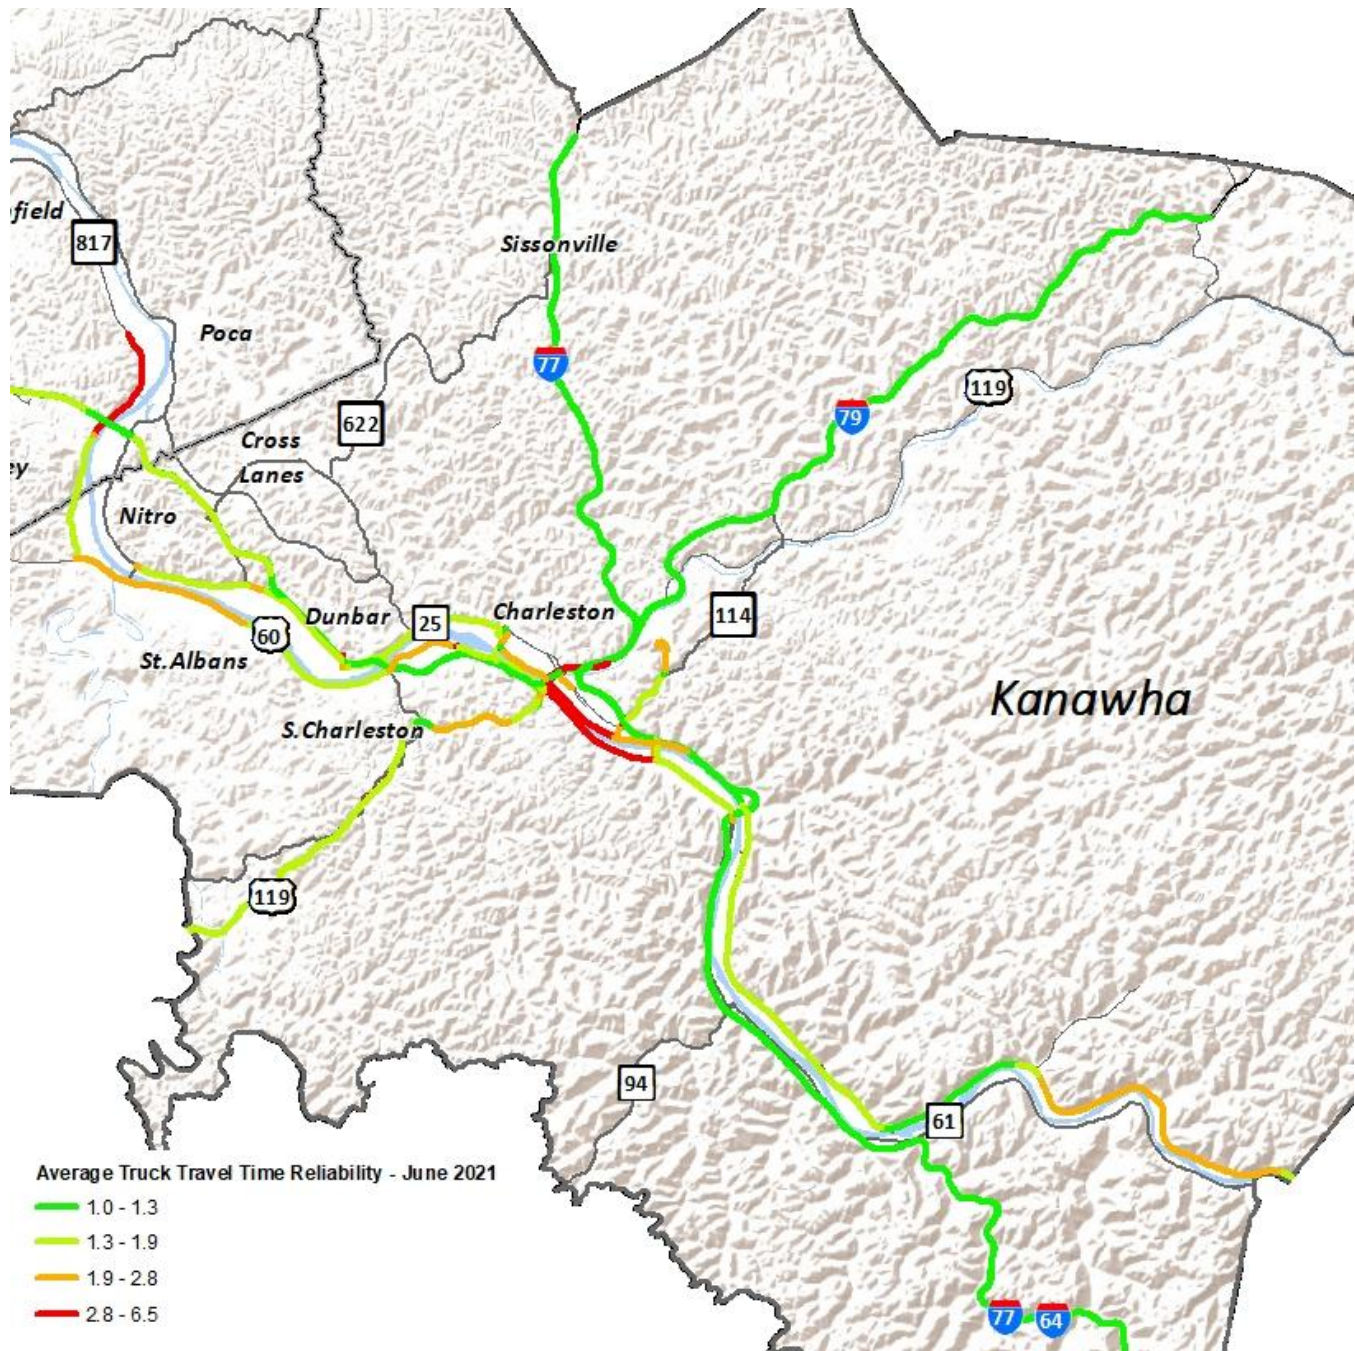 field
817
Sissonville
Poca
77
119
79
622
Cross
Lanes
ey
Nitro
Dunbar
25
Charleston
114
60
St.Albans
S.Charleston
Kanawha
119
94
61
Average Truck Travel Time Reliability - June 2021
1.0 - 1.3
1.3 - 1.9
1.9 - 2.8
2.8 - 6.5
77
64